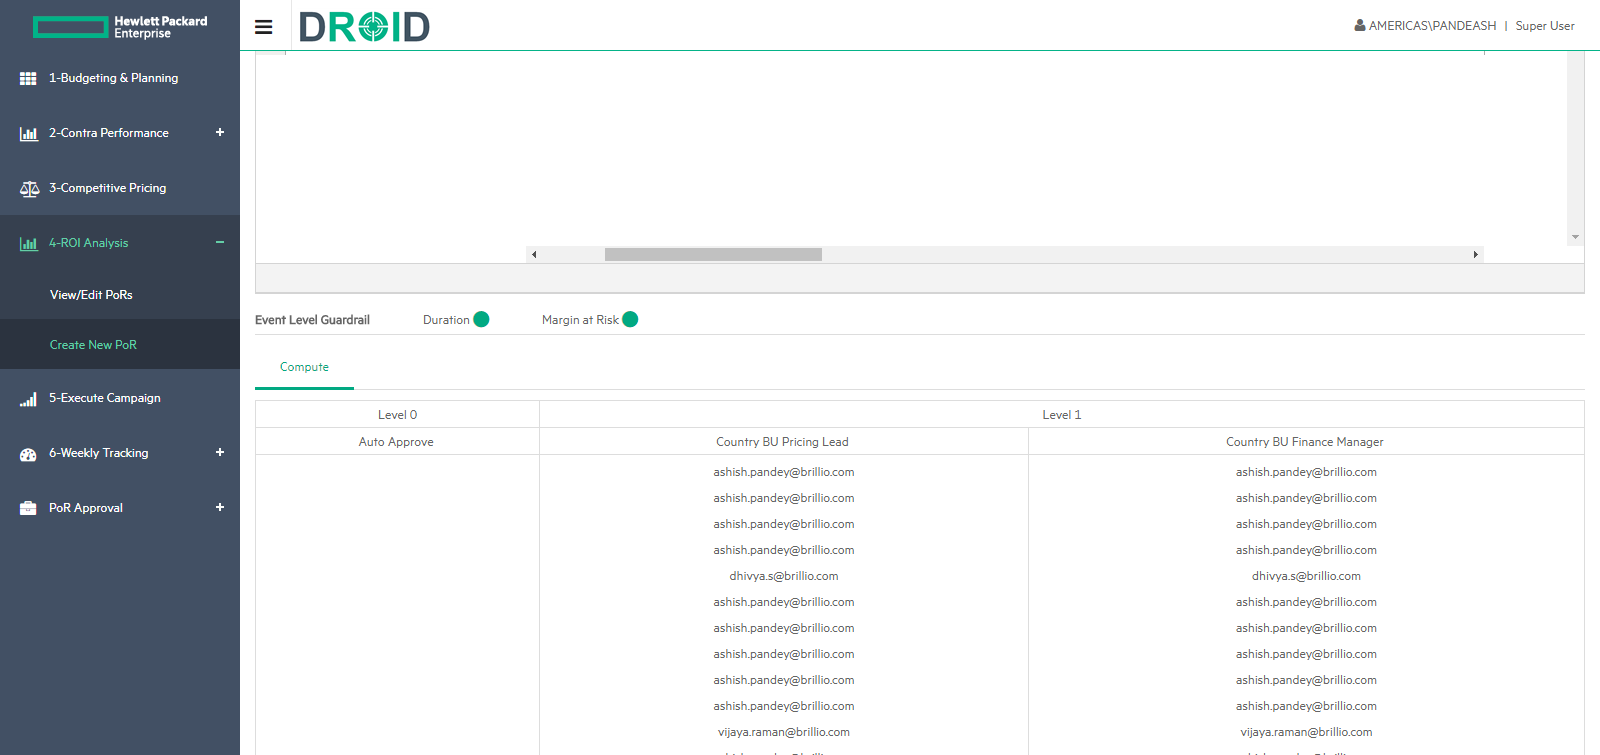 Hewlett Packard
Enterprise
DROID
AMERICAS\PANDEASH | Super User
1-Budgeting & Planning
2-Contra Performance +
3-Competitive Pricing
4-ROI Analysis −
View/Edit PoRs
Create New PoR
5-Execute Campaign
6-Weekly Tracking +
PoR Approval +
Event Level Guardrail Duration Margin at Risk
Compute
Level 0 Level 1
Auto Approve Country BU Pricing Lead Country BU Finance Manager
ashish.pandey@brillio.com ashish.pandey@brillio.com
ashish.pandey@brillio.com ashish.pandey@brillio.com
ashish.pandey@brillio.com ashish.pandey@brillio.com
ashish.pandey@brillio.com ashish.pandey@brillio.com
dhivya.s@brillio.com dhivya.s@brillio.com
ashish.pandey@brillio.com ashish.pandey@brillio.com
ashish.pandey@brillio.com ashish.pandey@brillio.com
ashish.pandey@brillio.com ashish.pandey@brillio.com
ashish.pandey@brillio.com ashish.pandey@brillio.com
ashish.pandey@brillio.com ashish.pandey@brillio.com
vijaya.raman@brillio.com vijaya.raman@brillio.com